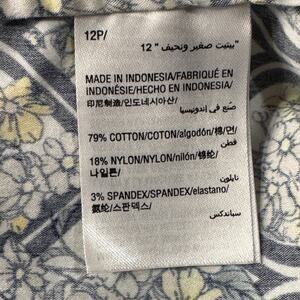 12P/
"بيتيت صغير ونحيف" 12
MADE IN INDONESIA/FABRIQUÉ EN
INDONÉSIE/HECHO EN INDONESIA/
印尼制造/인도네시아산/
صنع في اندونيسيا
79% COTTON/COTON/algodón/棉/면/
قطن
18% NYLON/NYLON/nilón/锦纶/
나일론/
نايلون
3% SPANDEX/SPANDEX/elastano/
氨纶/스판덱스/
سباندكس